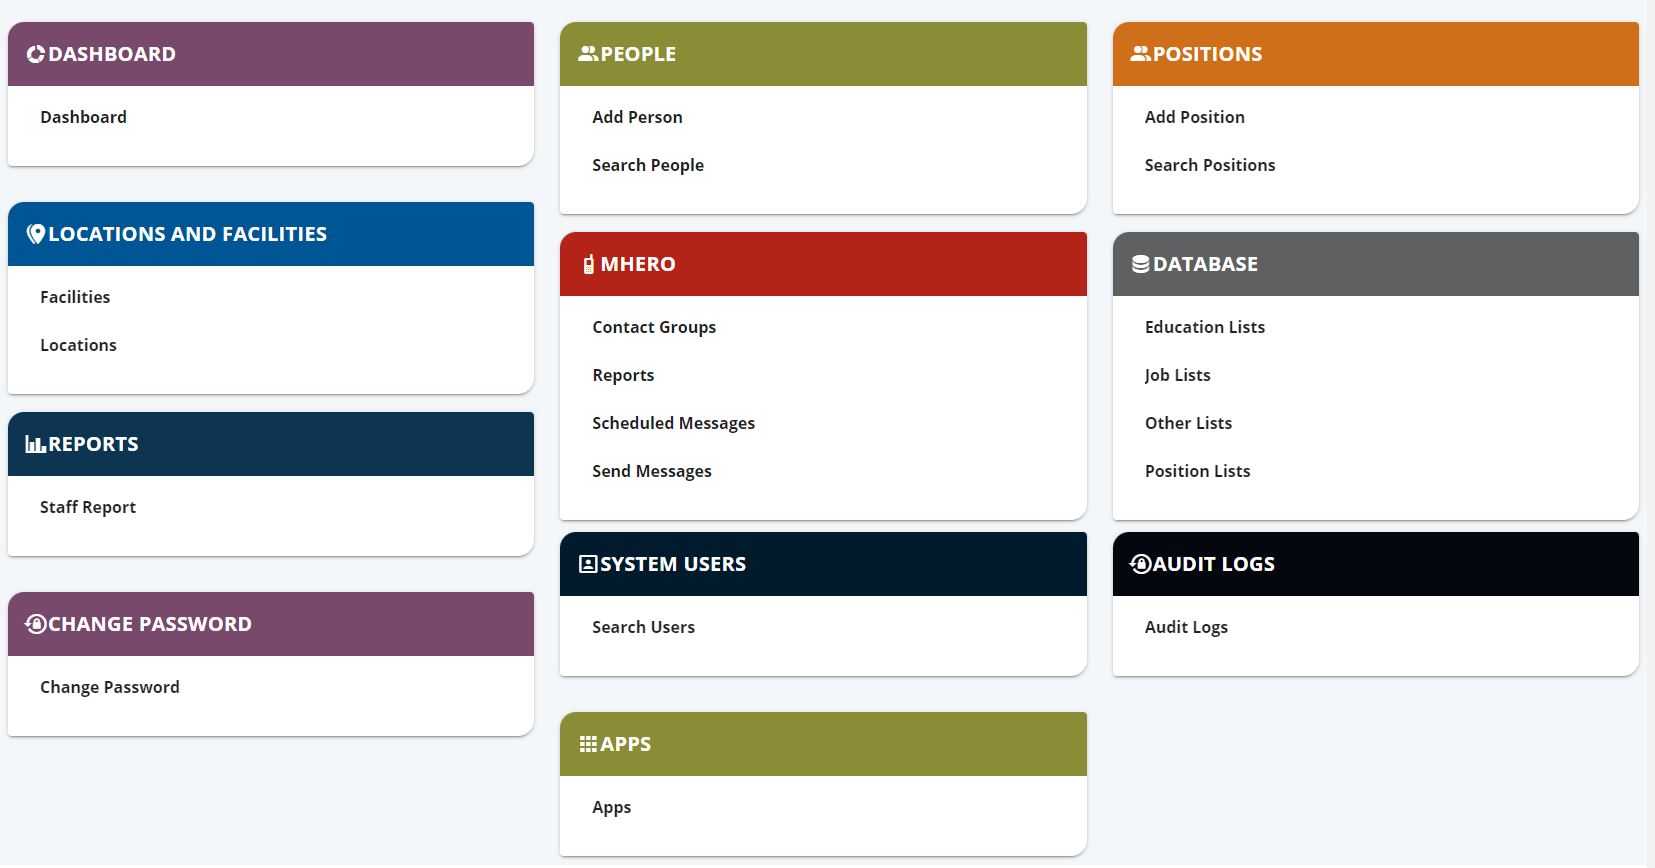 DASHBOARD
Dashboard
LOCATIONS AND FACILITIES
Facilities
Locations
REPORTS
Staff Report
CHANGE PASSWORD
Change Password
PEOPLE
Add Person
Search People
MHERO
Contact Groups
Reports
Scheduled Messages
Send Messages
SYSTEM USERS
Search Users
APPS
Apps
POSITIONS
Add Position
Search Positions
DATABASE
Education Lists
Job Lists
Other Lists
Position Lists
AUDIT LOGS
Audit Logs